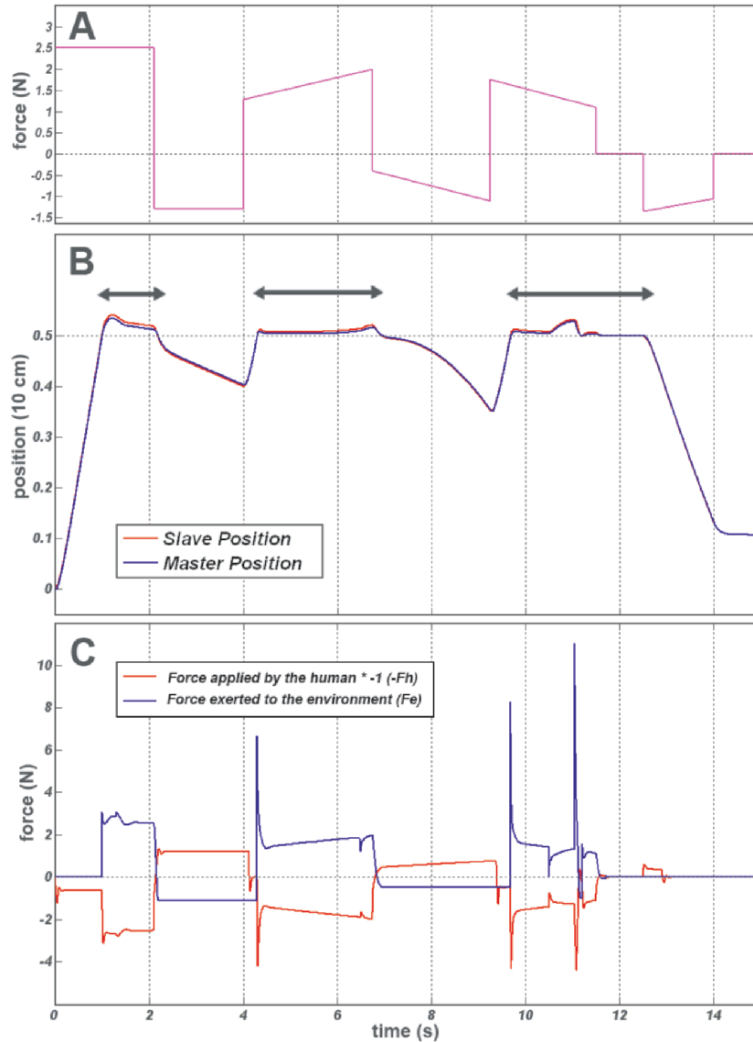 A
force (N)
3
2.5
2
1.5
1
0.5
0
-0.5
-1
-1.5
B
position (10 cm)
0.5
0.4
0.3
0.2
0.1
0
Slave Position
Master Position
C
force (N)
10
8
6
4
2
0
-2
-4
Force applied by the human * -1 (-Fh)
Force exerted to the environment (Fe)
0 2 4 6 8 10 12 14
time (s)